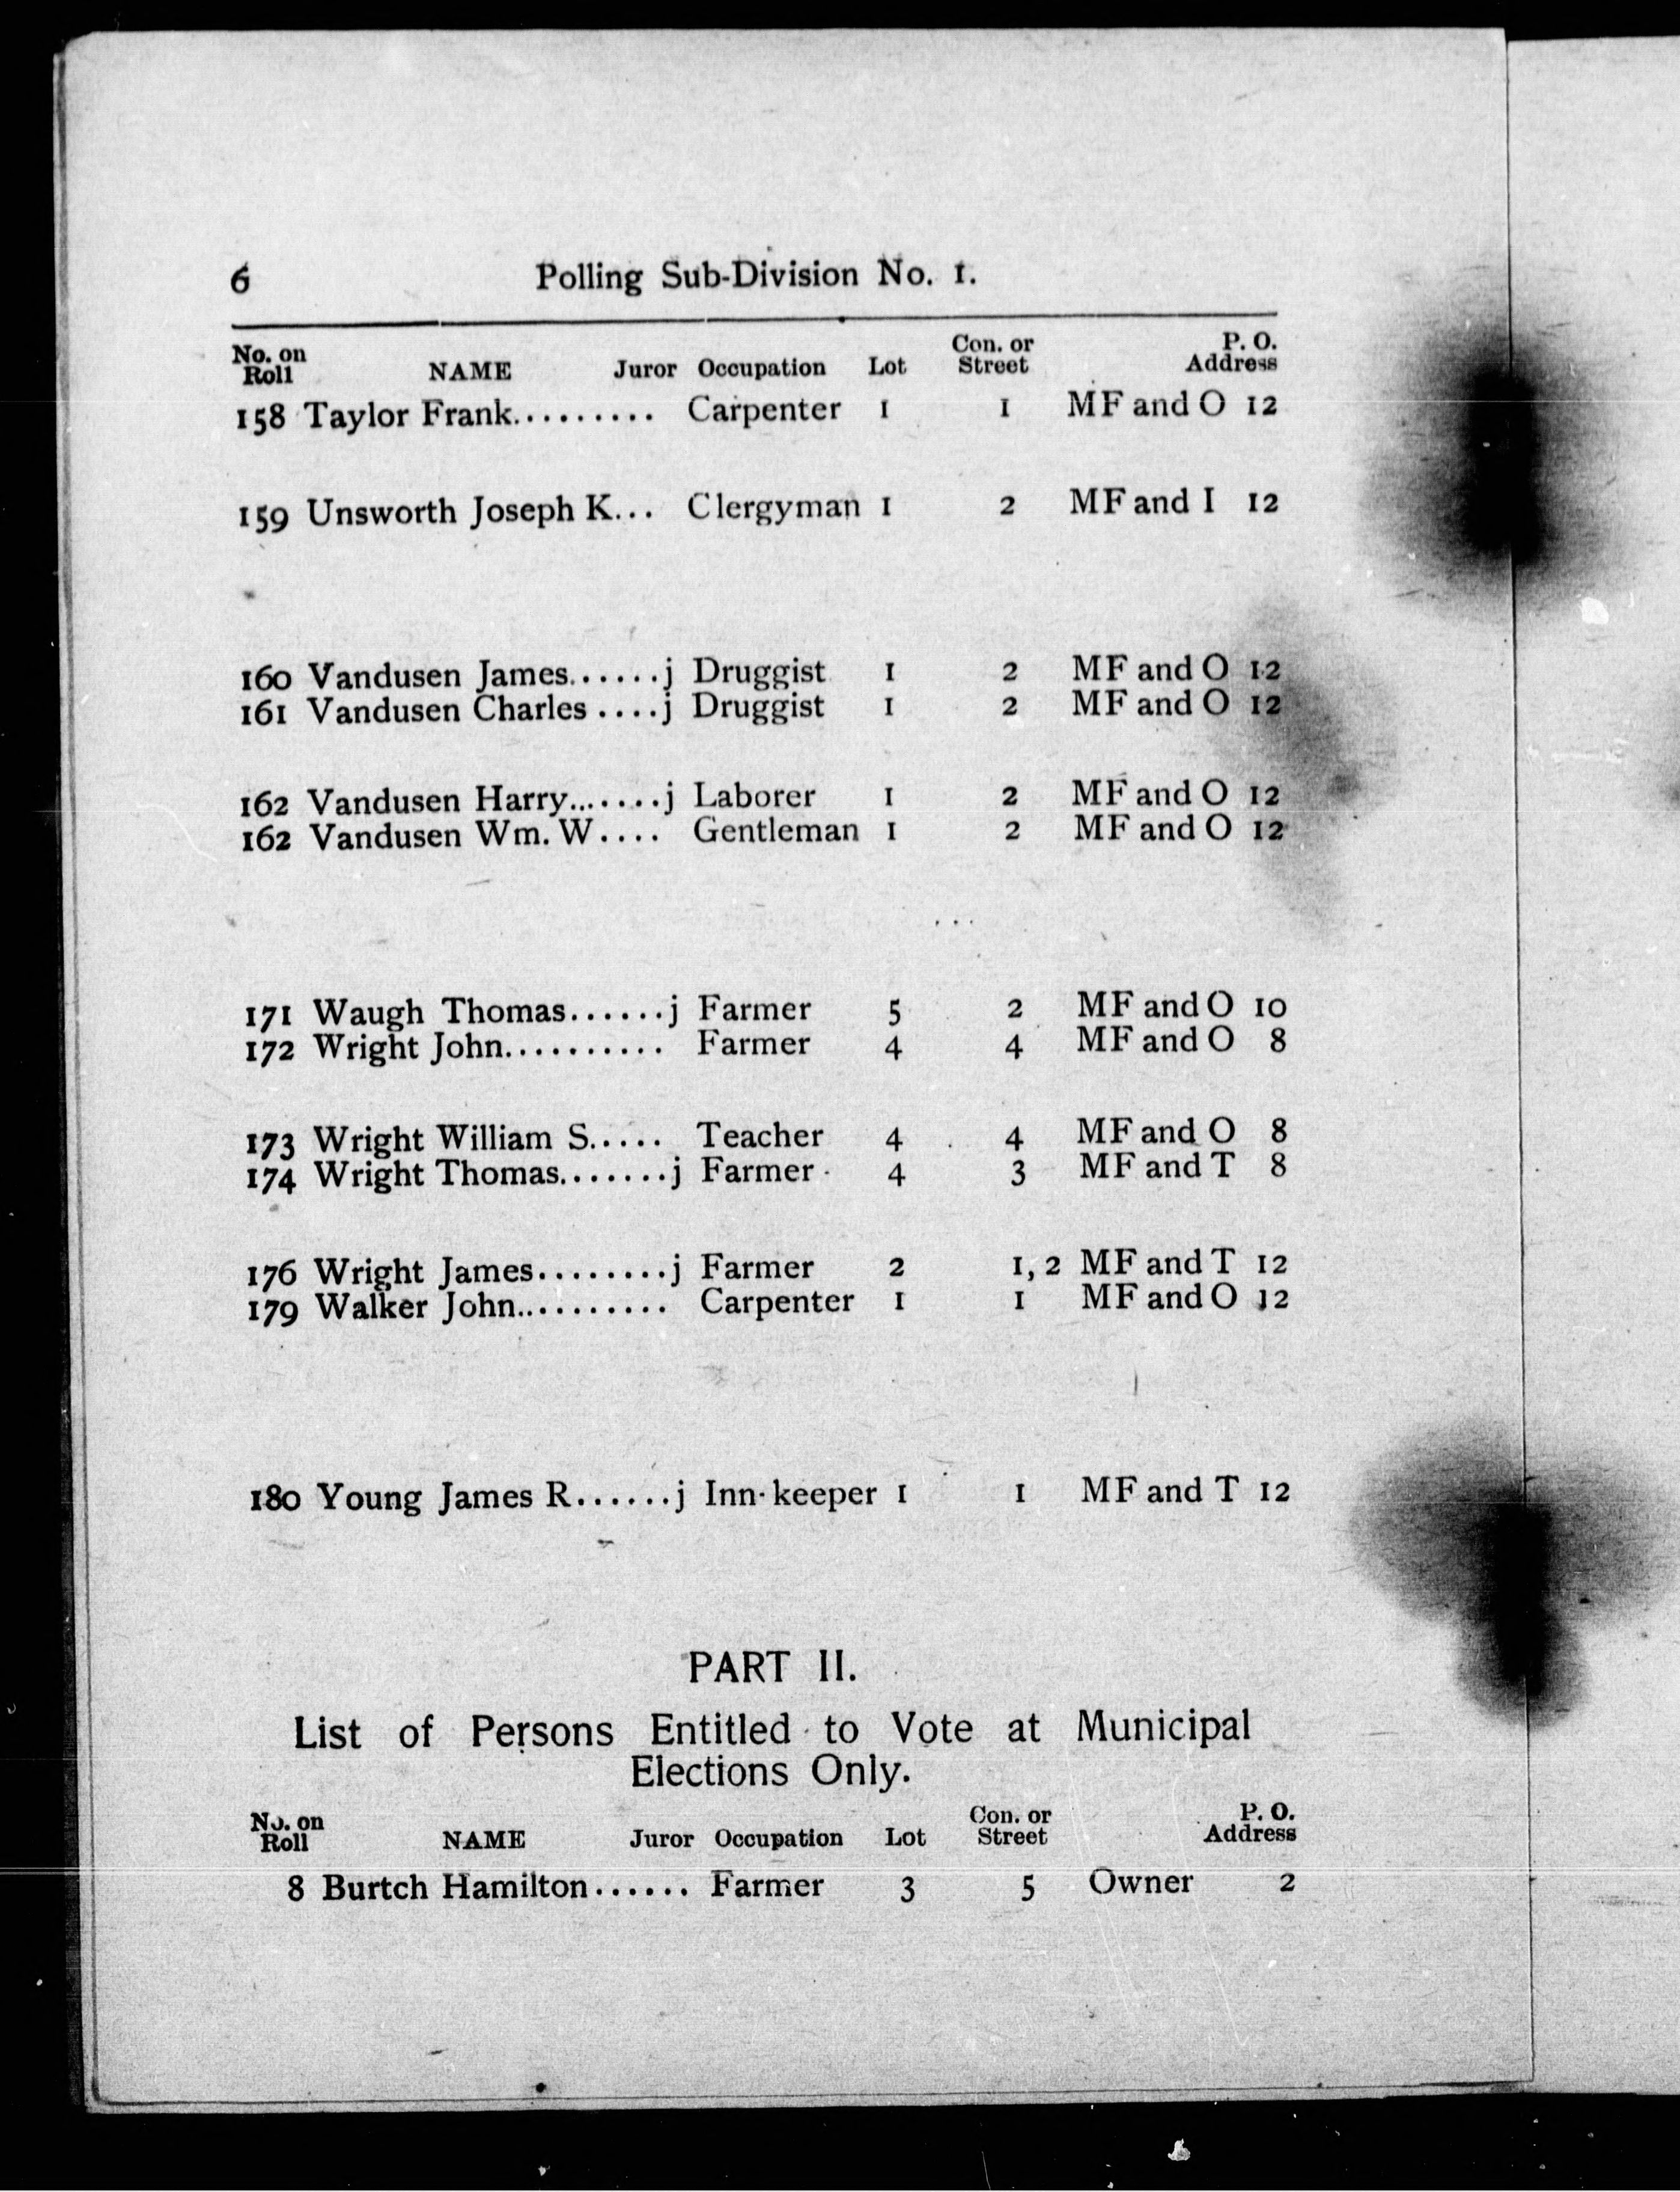 6 Polling Sub-Division No. 1.
No. on Roll NAME Juror Occupation Lot Con. or Street P. O. Address
158 Taylor Frank......... Carpenter 1 1 MF and O 12
159 Unsworth Joseph K... Clergyman 1 2 MF and I 12
160 Vandusen James......j Druggist 1 2 MF and O 12
161 Vandusen Charles ....j Druggist 1 2 MF and O 12
162 Vandusen Harry.......j Laborer 1 2 MF and O 12
162 Vandusen Wm. W.... Gentleman 1 2 MF and O 12
171 Waugh Thomas......j Farmer 5 2 MF and O 10
172 Wright John.......... Farmer 4 4 MF and O 8
173 Wright William S..... Teacher 4 4 MF and O 8
174 Wright Thomas.......j Farmer 4 3 MF and T 8
176 Wright James........j Farmer 2 1, 2 MF and T 12
179 Walker John.......... Carpenter 1 1 MF and O 12
180 Young James R......j Inn-keeper 1 1 MF and T 12
PART II.
List of Persons Entitled to Vote at Municipal
Elections Only.
No. on Roll NAME Juror Occupation Lot Con. or Street P. O. Address
8 Burtch Hamilton...... Farmer 3 5 Owner 2